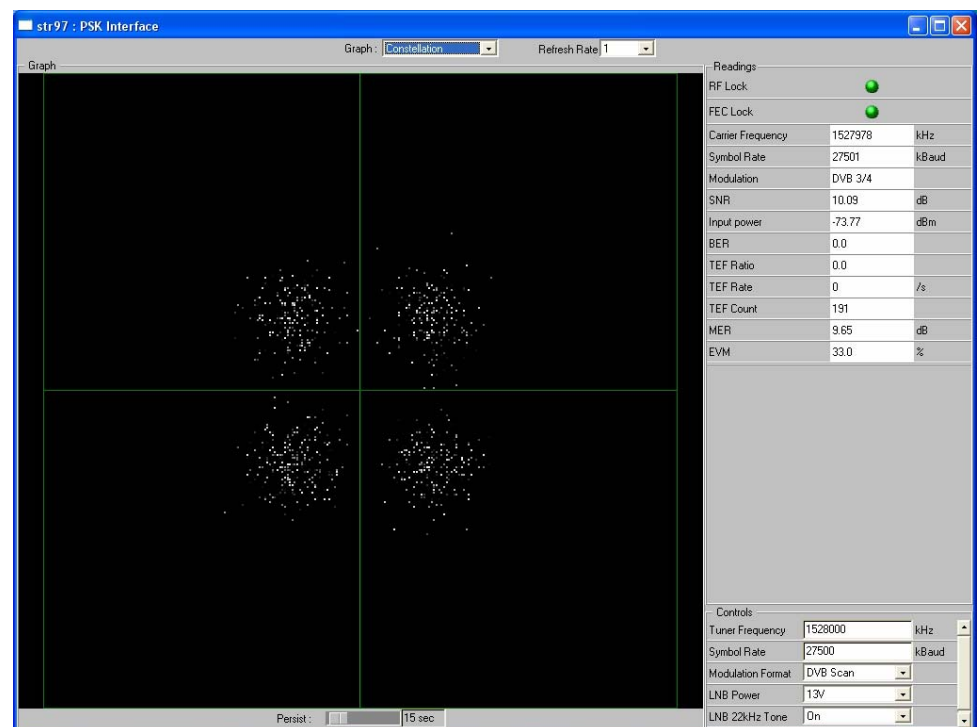 str97 : PSK Interface
Graph : Constellation Refresh Rate 1
Graph
Readings
RF Lock
FEC Lock
Carrier Frequency 1527978 kHz
Symbol Rate 27501 kBaud
Modulation DVB 3/4
SNR 10.09 dB
Input power -73.77 dBm
BER 0.0
TEF Ratio 0.0
TEF Rate 0 /s
TEF Count 191
MER 9.65 dB
EVM 33.0 %
Controls
Tuner Frequency 1528000 kHz
Symbol Rate 27500 kBaud
Modulation Format DVB Scan
LNB Power 13V
LNB 22kHz Tone On
Persist : 15 sec